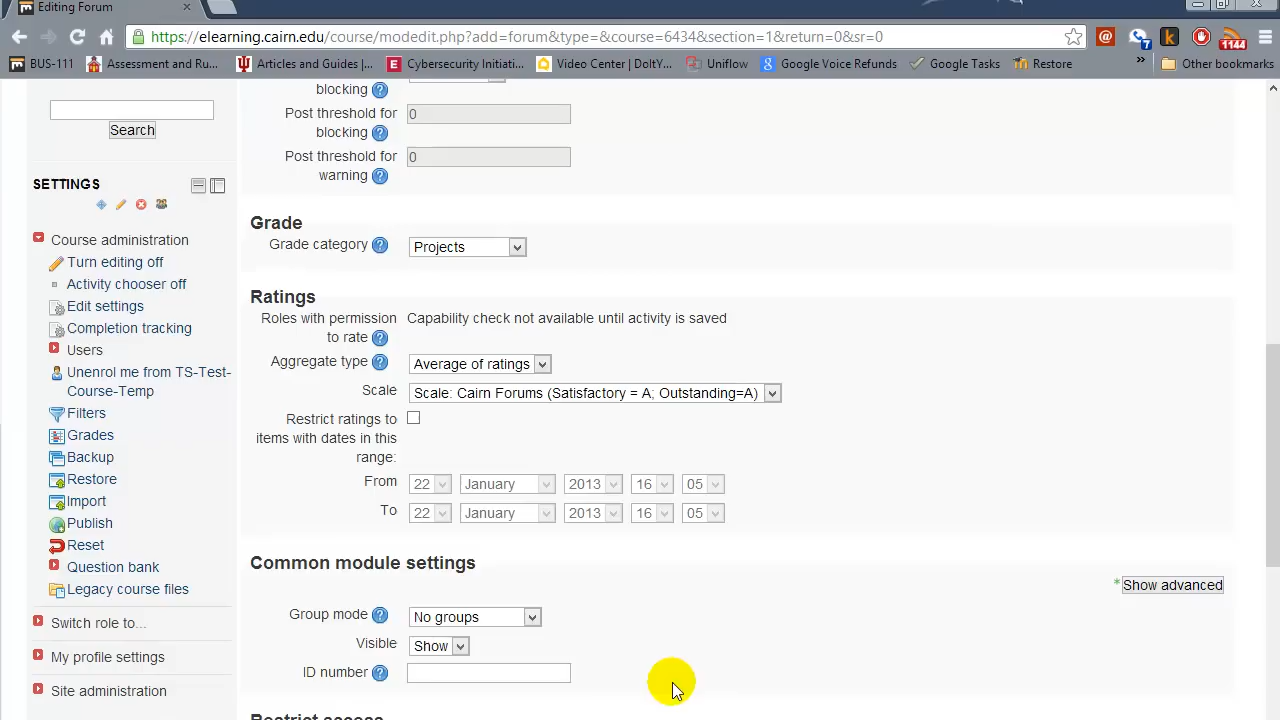 Editing Forum
https://elearning.cairn.edu/course/modedit.php?add=forum&type=&course=6434&section=1&return=0&sr=0
7
1144
BUS-111
Assessment and Ru...
Articles and Guides |...
Cybersecurity Initiati...
Video Center | DoItY...
Uniflow
Google Voice Refunds
Google Tasks
Restore
»
Other bookmarks
Search
SETTINGS
Course administration
Turn editing off
Activity chooser off
Edit settings
Completion tracking
Users
Unenrol me from TS-Test-
Course-Temp
Filters
Grades
Backup
Restore
Import
Publish
Reset
Question bank
Legacy course files
Switch role to...
My profile settings
Site administration
blocking
Post threshold for
blocking
0
Post threshold for
warning
0
Grade
Grade category
Projects
Ratings
Roles with permission
to rate
Capability check not available until activity is saved
Aggregate type
Average of ratings
Scale
Scale: Cairn Forums (Satisfactory = A; Outstanding=A)
Restrict ratings to
items with dates in this
range:
From
22 January 2013 16 05
To
22 January 2013 16 05
Common module settings
* Show advanced
Group mode
No groups
Visible
Show
ID number
Restrict access